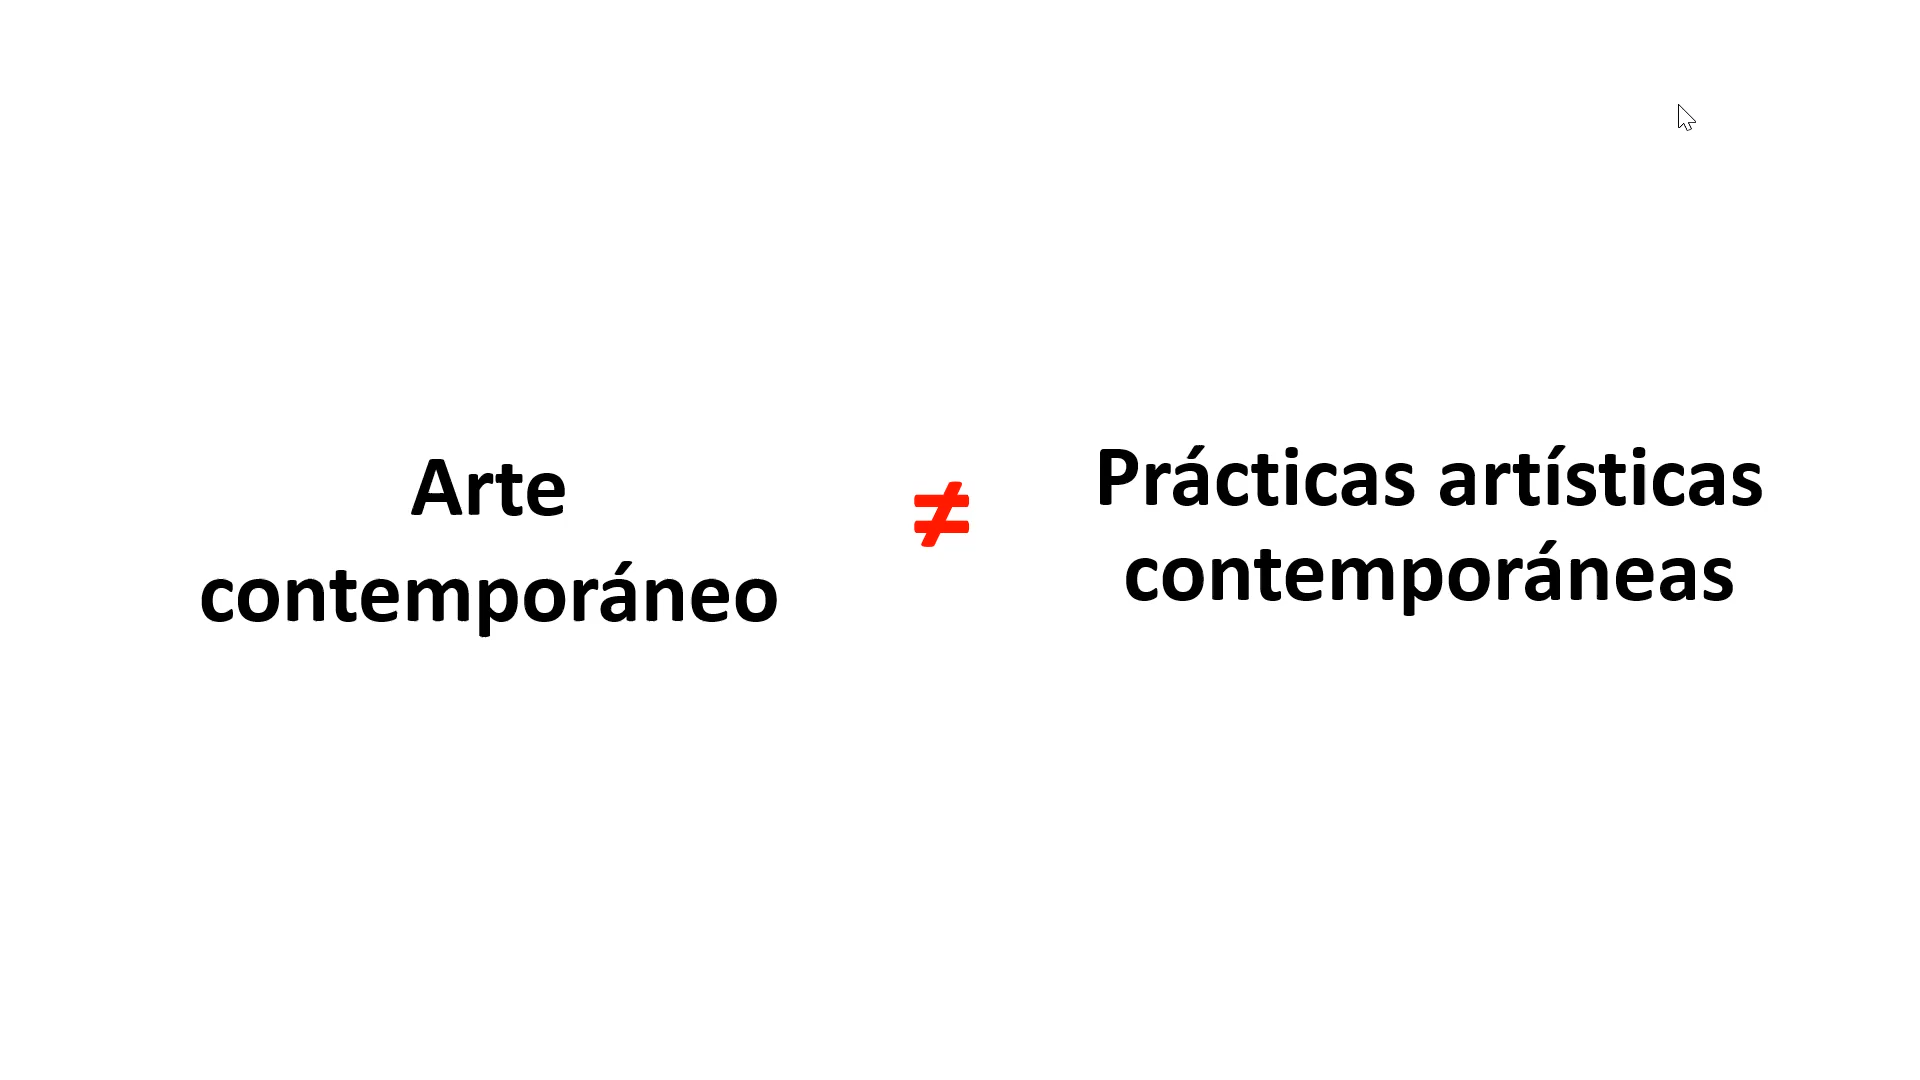 Arte
contemporáneo
≠
Prácticas artísticas
contemporáneas